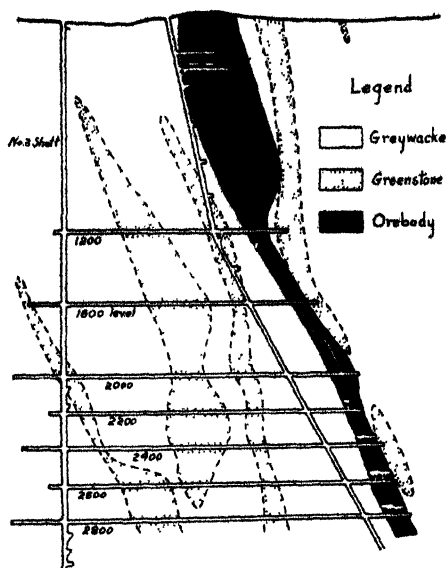 Legend
No.3 Shaft
Greywacke
Greenstone
Orebody
1200
1600 level
2000
2200
2400
2600
2800